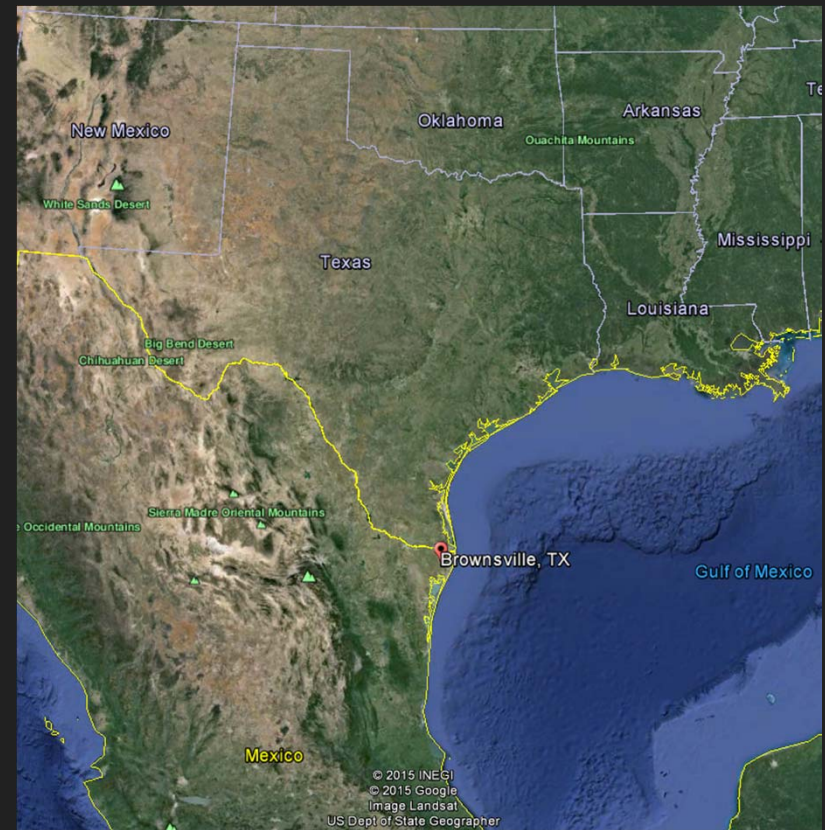 Oklahoma
Arkansas
Te
New Mexico
Ouachita Mountains
White Sands Desert
Mississippi
Texas
Louisiana
Big Bend Desert
Chihuahuan Desert
Sierra Madre Oriental Mountains
e Occidental Mountains
Brownsville, TX
Gulf of Mexico
Mexico
© 2015 INEGI
© 2015 Google
Image Landsat
US Dept of State Geographer